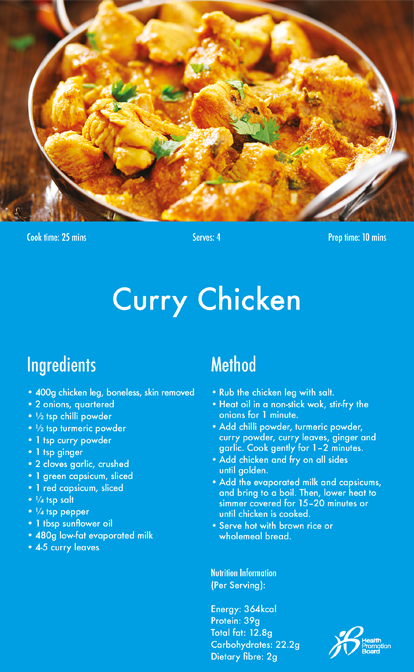 Cook time: 25 mins
Serves: 4
Prep time: 10 mins
Curry Chicken
Ingredients
• 400g chicken leg, boneless, skin removed
• 2 onions, quartered
• ½ tsp chilli powder
• ½ tsp turmeric powder
• 1 tsp curry powder
• 1 tsp ginger
• 2 cloves garlic, crushed
• 1 green capsicum, sliced
• 1 red capsicum, sliced
• ¼ tsp salt
• ¼ tsp pepper
• 1 tbsp sunflower oil
• 480g low-fat evaporated milk
• 4-5 curry leaves
Method
• Rub the chicken leg with salt.
• Heat oil in a non-stick wok, stir-fry the
onions for 1 minute.
• Add chilli powder, turmeric powder,
curry powder, curry leaves, ginger and
garlic. Cook gently for 1–2 minutes.
• Add chicken and fry on all sides
until golden.
• Add the evaporated milk and capsicums,
and bring to a boil. Then, lower heat to
simmer covered for 15–20 minutes or
until chicken is cooked.
• Serve hot with brown rice or
wholemeal bread.
Nutrition Information
(Per Serving):
Energy: 364kcal
Protein: 39g
Total fat: 12.8g
Carbohydrates: 22.2g
Dietary fibre: 2g
Health
Promotion
Board